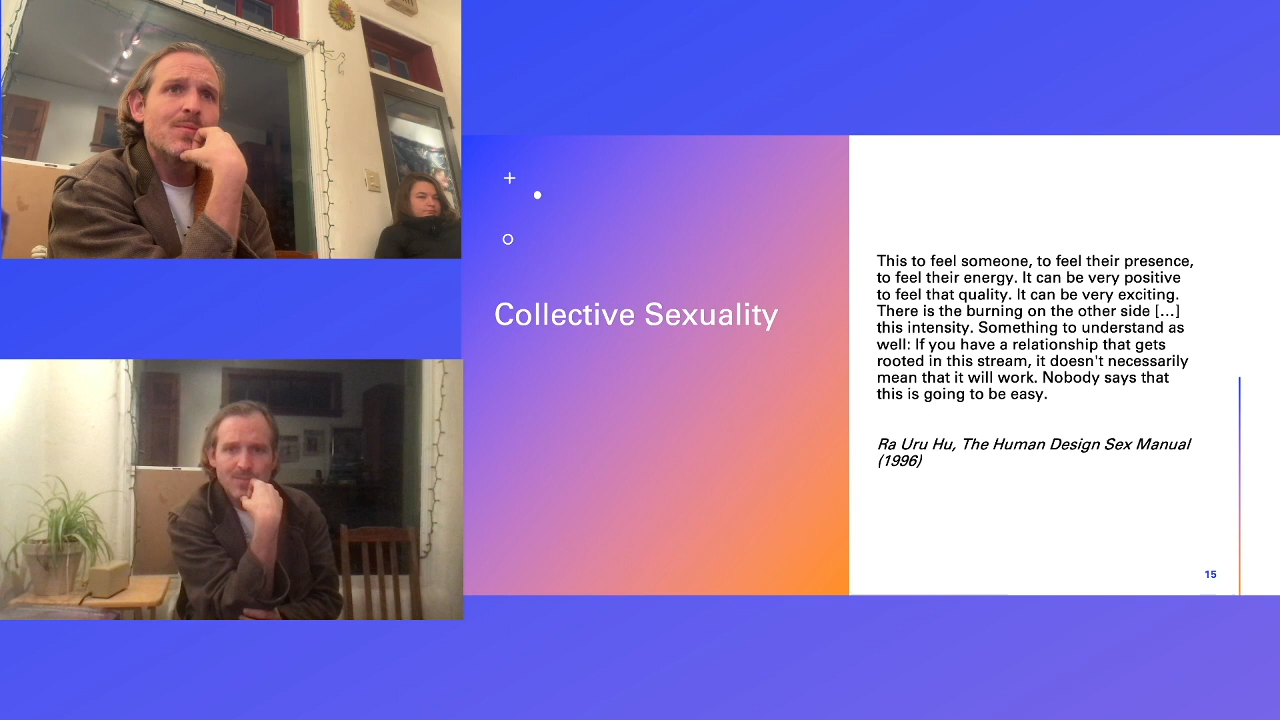 Collective Sexuality
This to feel someone, to feel their presence,
to feel their energy. It can be very positive
to feel that quality. It can be very exciting.
There is the burning on the other side [...]
this intensity. Something to understand as
well: If you have a relationship that gets
rooted in this stream, it doesn't necessarily
mean that it will work. Nobody says that
this is going to be easy.
Ra Uru Hu, The Human Design Sex Manual
(1996)
15